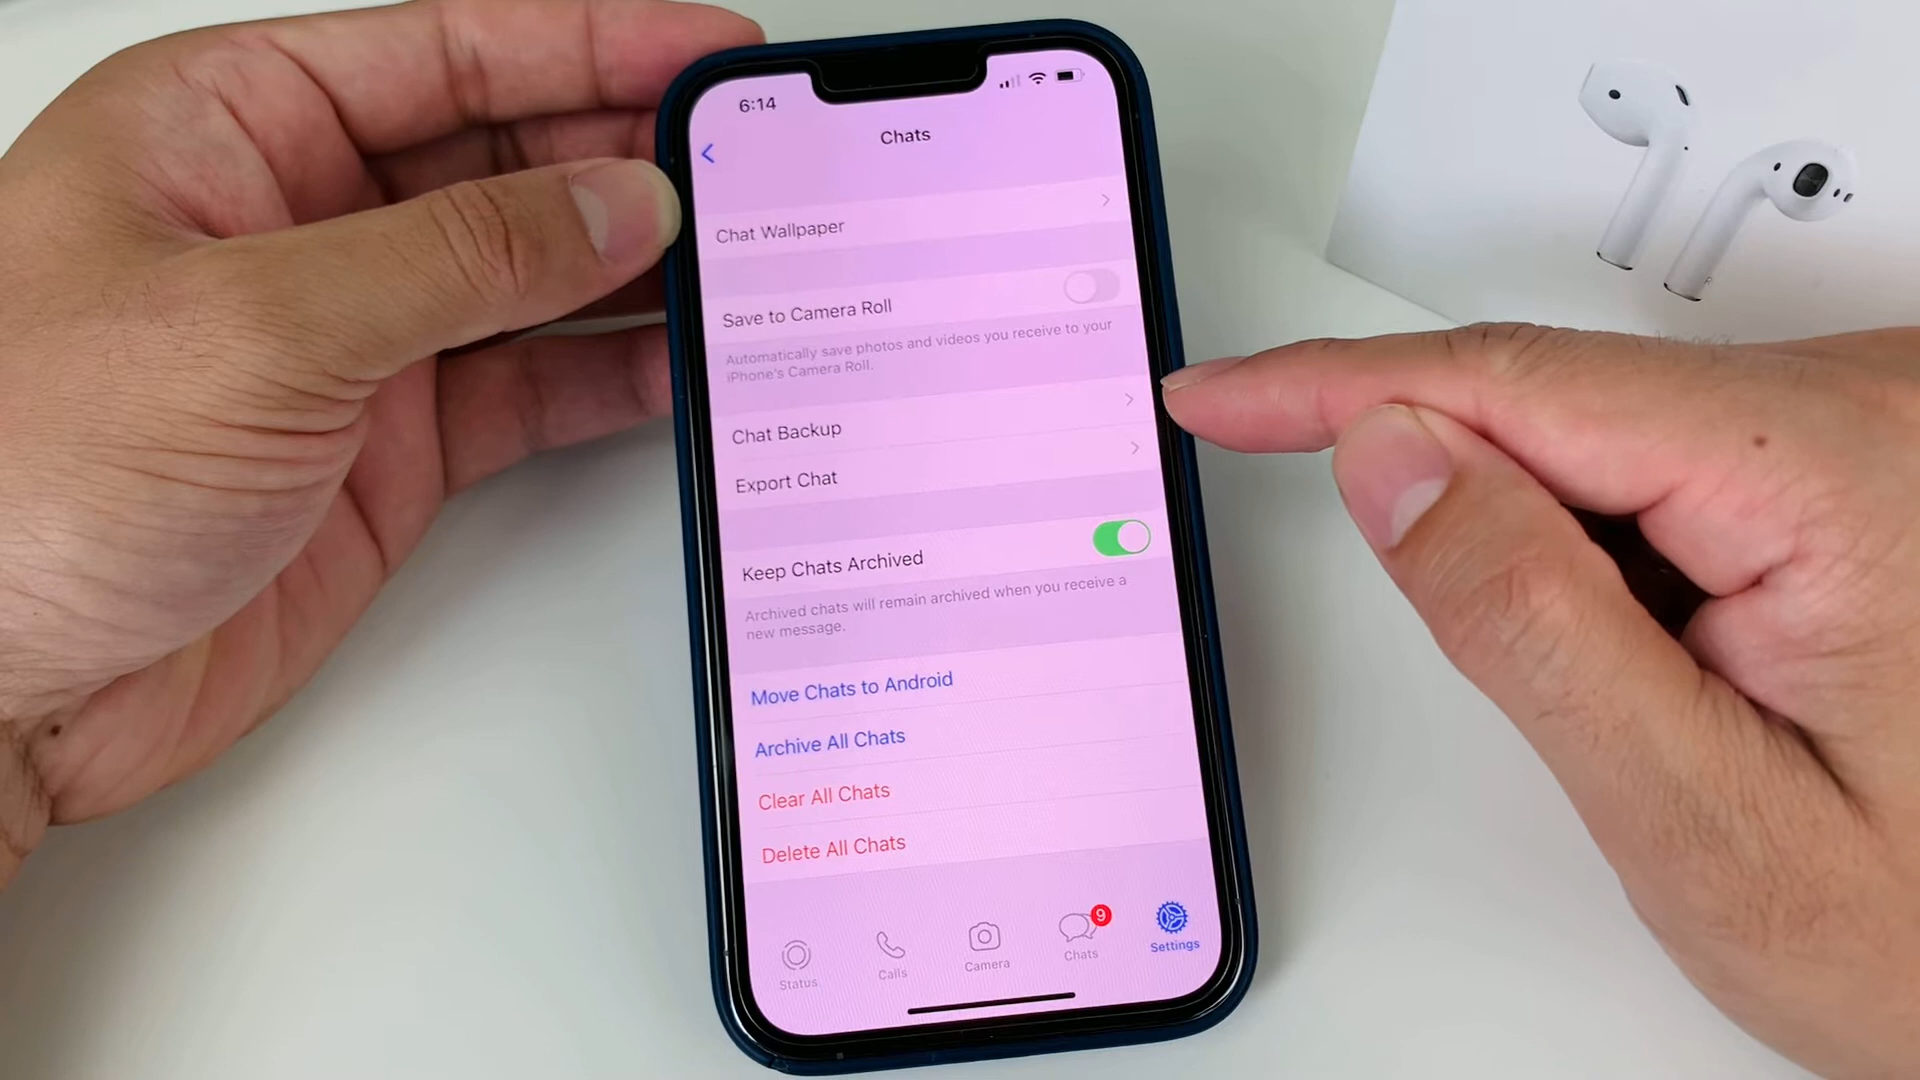 6:14
Chats
Chat Wallpaper
Save to Camera Roll
Automatically save photos and videos you receive to your
iPhone's Camera Roll.
Chat Backup
Export Chat
Keep Chats Archived
Archived chats will remain archived when you receive a
new message.
Move Chats to Android
Archive All Chats
Clear All Chats
Delete All Chats
9
Status
Calls
Camera
Chats
Settings